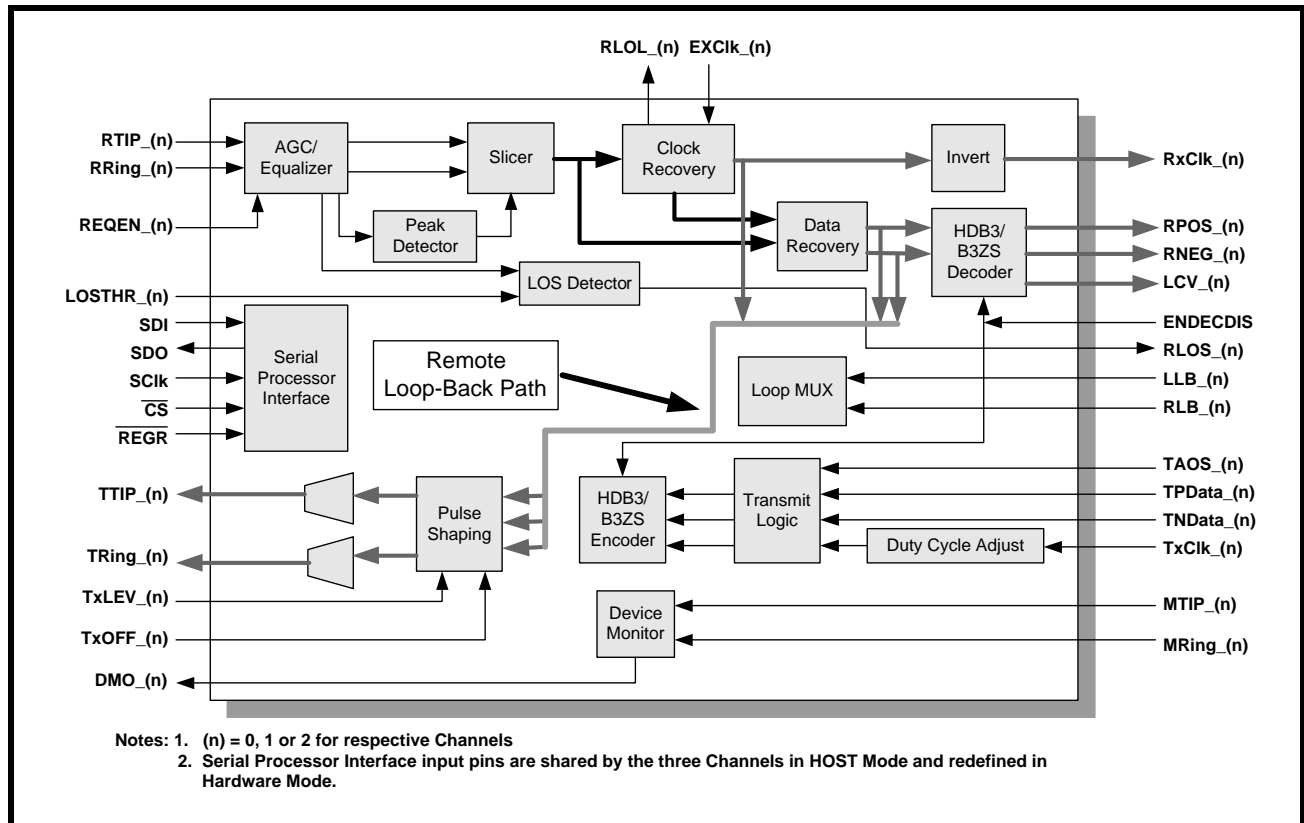 RLOL_(n) EXClk_(n)
RTIP_(n)
RRing_(n)
REQEN_(n)
LOSTHR_(n)
SDI
SDO
SClk
CS
REGR
TTIP_(n)
TRing_(n)
TxLEV_(n)
TxOFF_(n)
DMO_(n)
AGC/
Equalizer
Slicer
Clock
Recovery
Invert
Peak
Detector
Data
Recovery
HDB3/
B3ZS
Decoder
LOS Detector
Serial
Processor
Interface
Remote
Loop-Back Path
Loop MUX
Pulse
Shaping
HDB3/
B3ZS
Encoder
Transmit
Logic
Duty Cycle Adjust
Device
Monitor
RxClk_(n)
RPOS_(n)
RNEG_(n)
LCV_(n)
ENDECDIS
RLOS_(n)
LLB_(n)
RLB_(n)
TAOS_(n)
TPData_(n)
TNData_(n)
TxClk_(n)
MTIP_(n)
MRing_(n)
Notes: 1. (n) = 0, 1 or 2 for respective Channels
2. Serial Processor Interface input pins are shared by the three Channels in HOST Mode and redefined in
Hardware Mode.